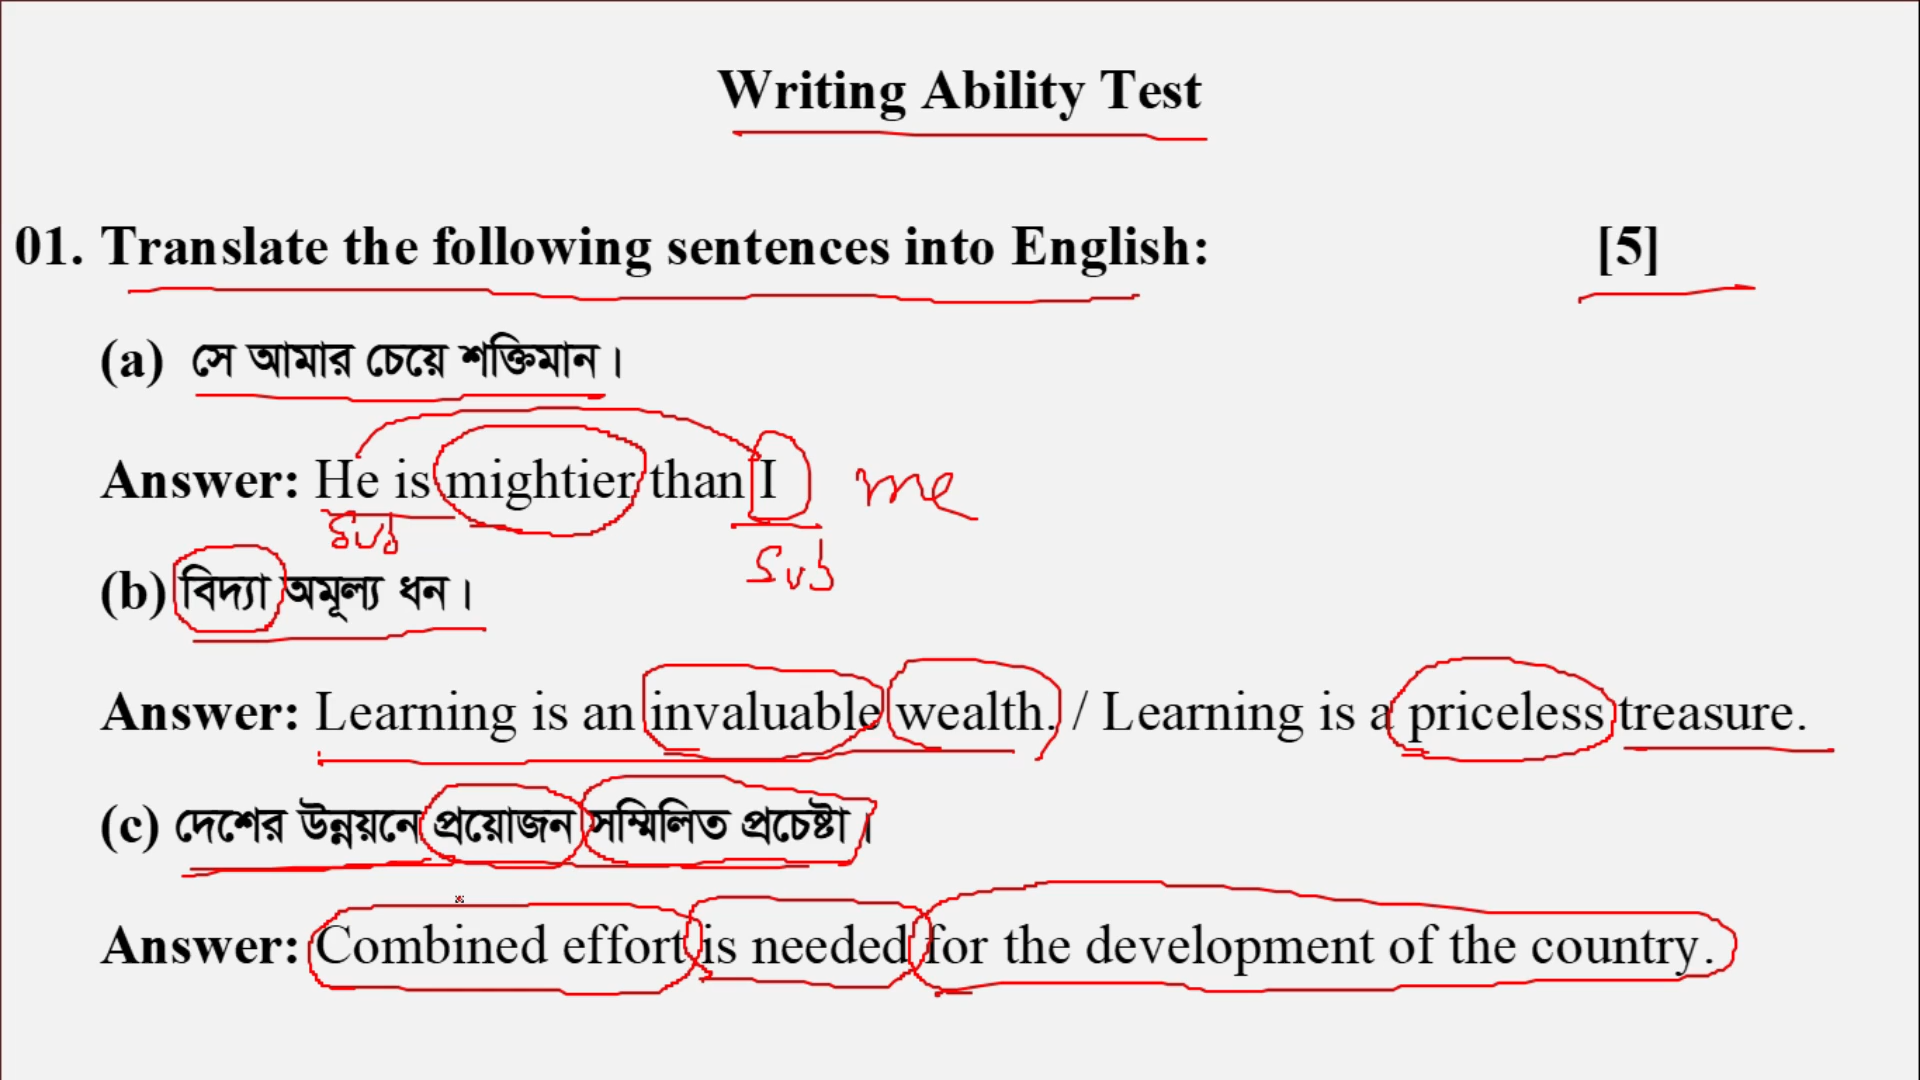 Writing Ability Test
01. Translate the following sentences into English: [5]
(a) সে আমার চেয়ে শক্তিমান।
Answer: He is mightier than I me
sub
sub
(b) বিদ্যা অমূল্য ধন।
Answer: Learning is an invaluable wealth. / Learning is a priceless treasure.
(c) দেশের উন্নয়নে প্রয়োজন সম্মিলিত প্রচেষ্টা।
Answer: Combined effort is needed for the development of the country.